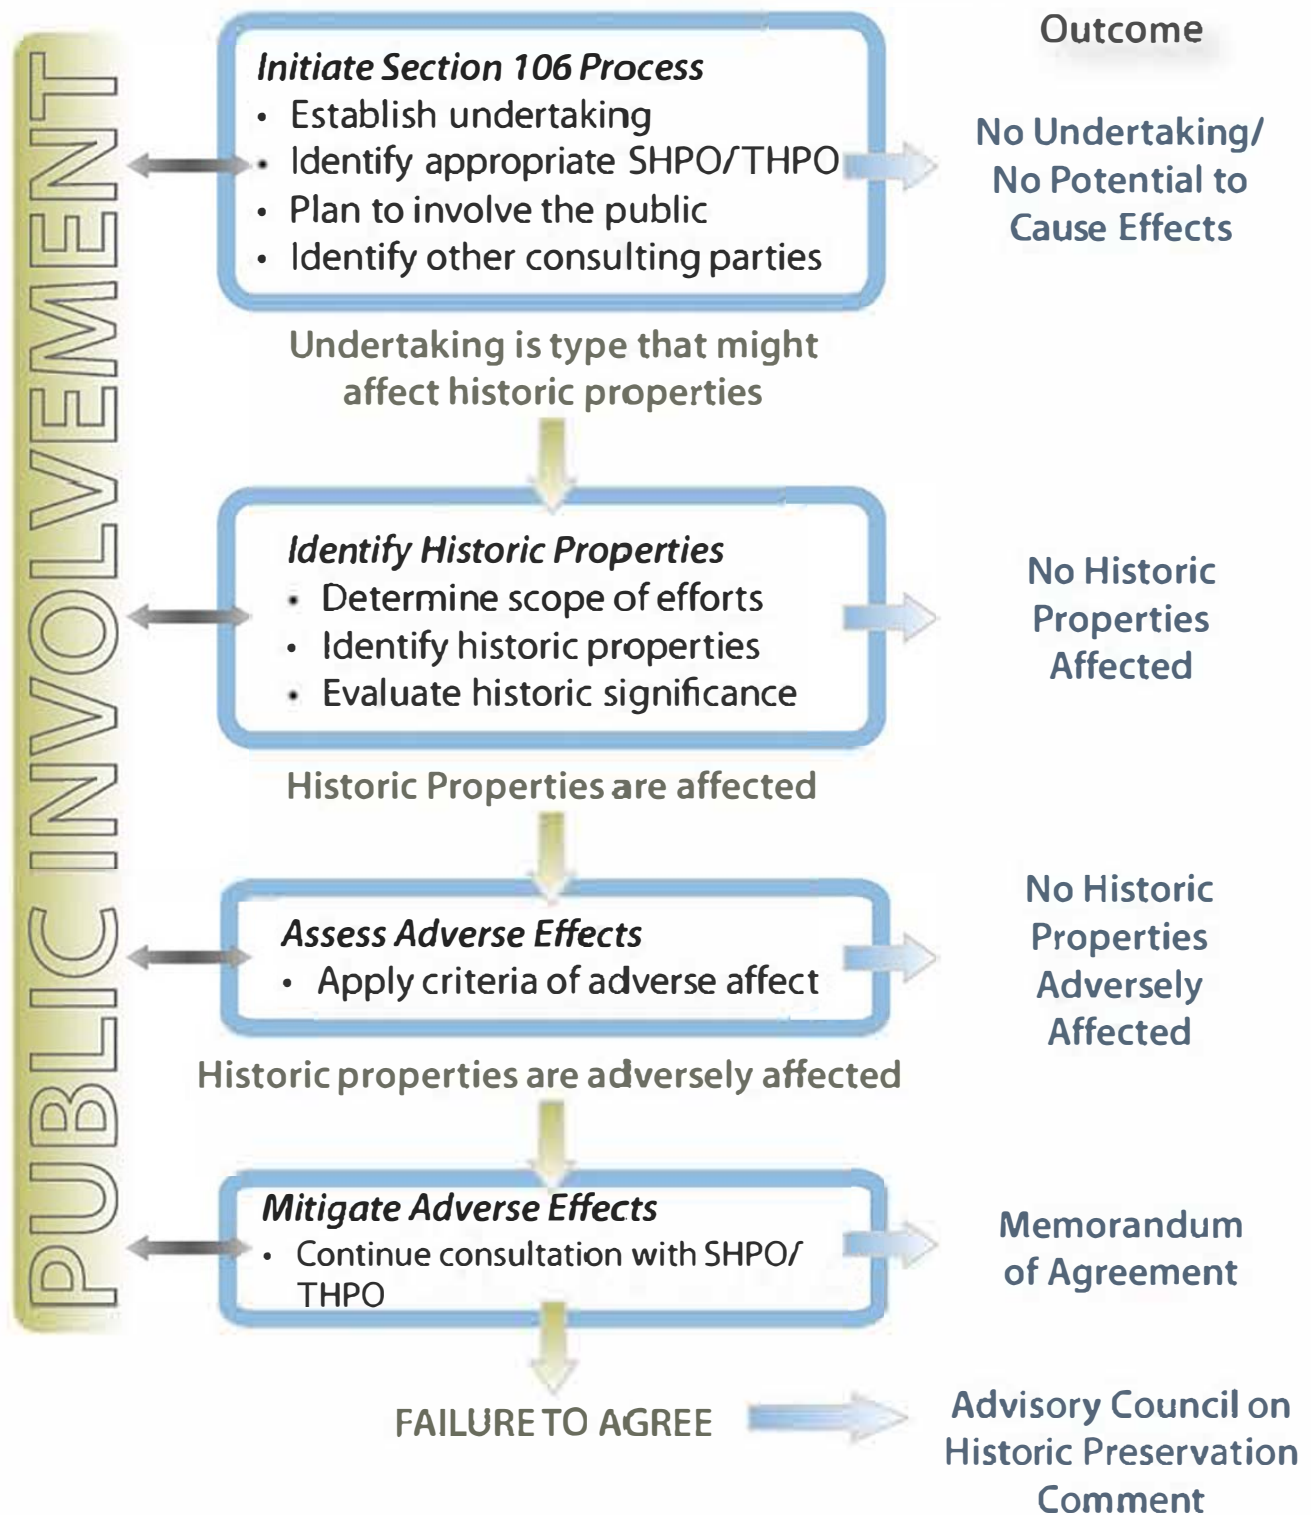 PUBLIC INVOLVEMENT
Outcome
Initiate Section 106 Process
• Establish undertaking
• Identify appropriate SHPO/THPO
• Plan to involve the public
• Identify other consulting parties
No Undertaking/
No Potential to
Cause Effects
Undertaking is type that might
affect historic properties
Identify Historic Properties
• Determine scope of efforts
• Identify historic properties
• Evaluate historic significance
No Historic
Properties
Affected
Historic Properties are affected
Assess Adverse Effects
• Apply criteria of adverse affect
No Historic
Properties
Adversely
Affected
Historic properties are adversely affected
Mitigate Adverse Effects
• Continue consultation with SHPO/
THPO
Memorandum
of Agreement
FAILURE TO AGREE
Advisory Council on
Historic Preservation
Comment